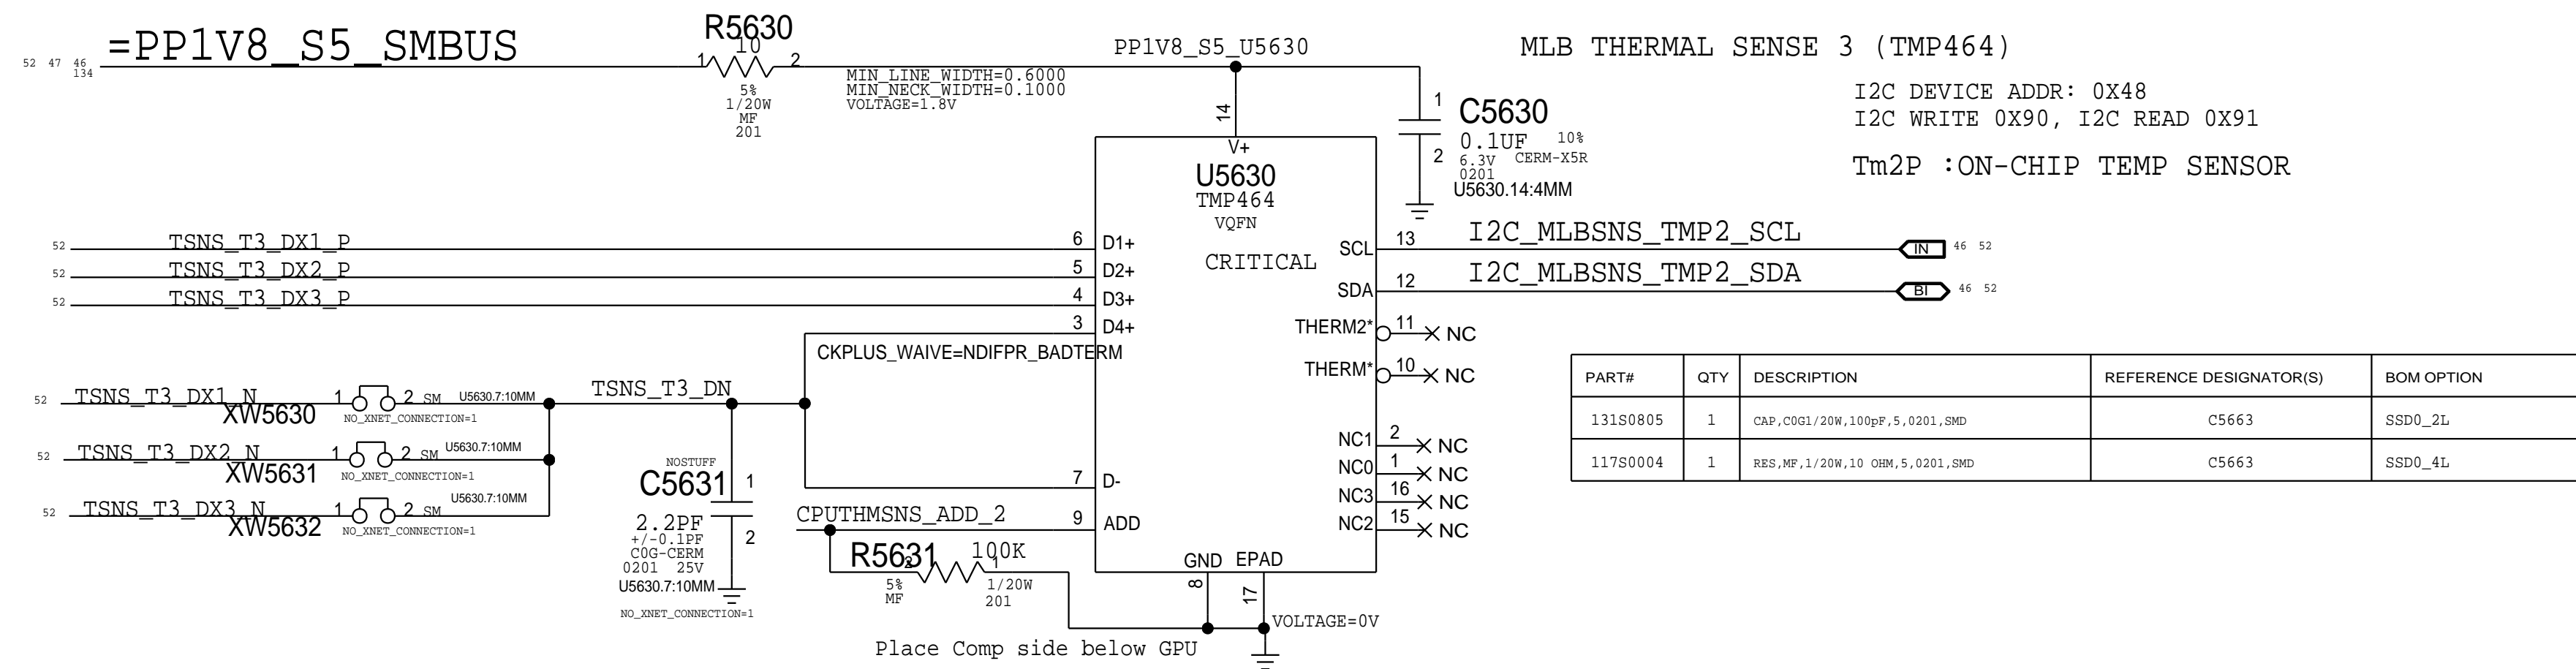 =PP1V8_S5_SMBUS
52 47 46
134
R5630
10
1 2
5%
1/20W
MF
201
MIN_LINE_WIDTH=0.6000
MIN_NECK_WIDTH=0.1000
VOLTAGE=1.8V
PP1V8_S5_U5630
MLB THERMAL SENSE 3 (TMP464)
I2C DEVICE ADDR: 0X48
I2C WRITE 0X90, I2C READ 0X91
Tm2P :ON-CHIP TEMP SENSOR
1
C5630
0.1UF 10%
2 6.3V CERM-X5R
0201
U5630.14:4MM
14
V+
U5630
TMP464
VQFN
CRITICAL
52 TSNS_T3_DX1_P 6 D1+
52 TSNS_T3_DX2_P 5 D2+
52 TSNS_T3_DX3_P 4 D3+
3 D4+
CKPLUS_WAIVE=NDIFPR_BADTERM
SCL 13 I2C_MLBSNS_TMP2_SCL IN 46 52
SDA 12 I2C_MLBSNS_TMP2_SDA BI 46 52
THERM2* 11 NC
THERM* 10 NC
NC1 2 NC
NC0 1 NC
NC3 16 NC
NC2 15 NC
52 TSNS_T3_DX1_N 1 2 SM U5630.7:10MM
XW5630 NO_XNET_CONNECTION=1
52 TSNS_T3_DX2_N 1 2 SM U5630.7:10MM
XW5631 NO_XNET_CONNECTION=1
52 TSNS_T3_DX3_N 1 2 SM U5630.7:10MM
XW5632 NO_XNET_CONNECTION=1
TSNS_T3_DN
NOSTUFF
C5631 1
2.2PF
+/-0.1PF 2
C0G-CERM
0201 25V
U5630.7:10MM
NO_XNET_CONNECTION=1
7 D-
CPUTHMSNS_ADD_2 9 ADD
R5631 100K
2 1
5% 1/20W
MF 201
GND EPAD
8 17
VOLTAGE=0V
Place Comp side below GPU
PART# QTY DESCRIPTION REFERENCE DESIGNATOR(S) BOM OPTION
131S0805 1 CAP,C0G1/20W,100pF,5,0201,SMD C5663 SSD0_2L
117S0004 1 RES,MF,1/20W,10 OHM,5,0201,SMD C5663 SSD0_4L